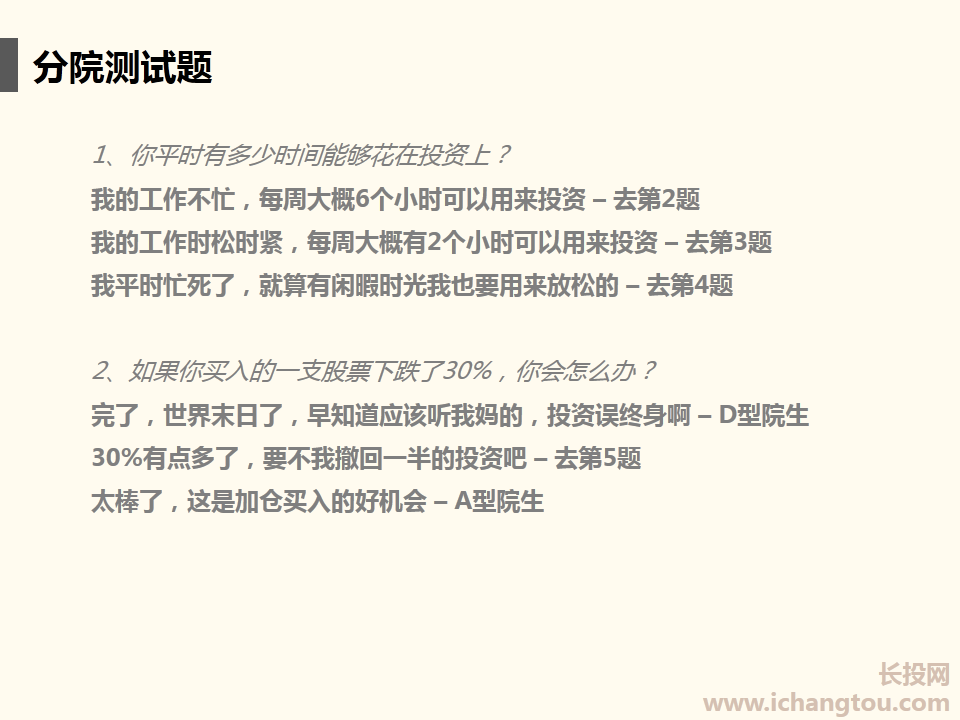 分院测试题
1、你平时有多少时间能够花在投资上？
我的工作不忙，每周大概6个小时可以用来投资 – 去第2题
我的工作时松时紧，每周大概有2个小时可以用来投资 – 去第3题
我平时忙死了，就算有闲暇时光我也要用来放松的 – 去第4题
2、如果你买入的一支股票下跌了30%，你会怎么办？
完了，世界末日了，早知道应该听我妈的，投资误终身啊 – D型院生
30%有点多了，要不我撤回一半的投资吧 – 去第5题
太棒了，这是加仓买入的好机会 – A型院生
长投网
www.ichangtou.com